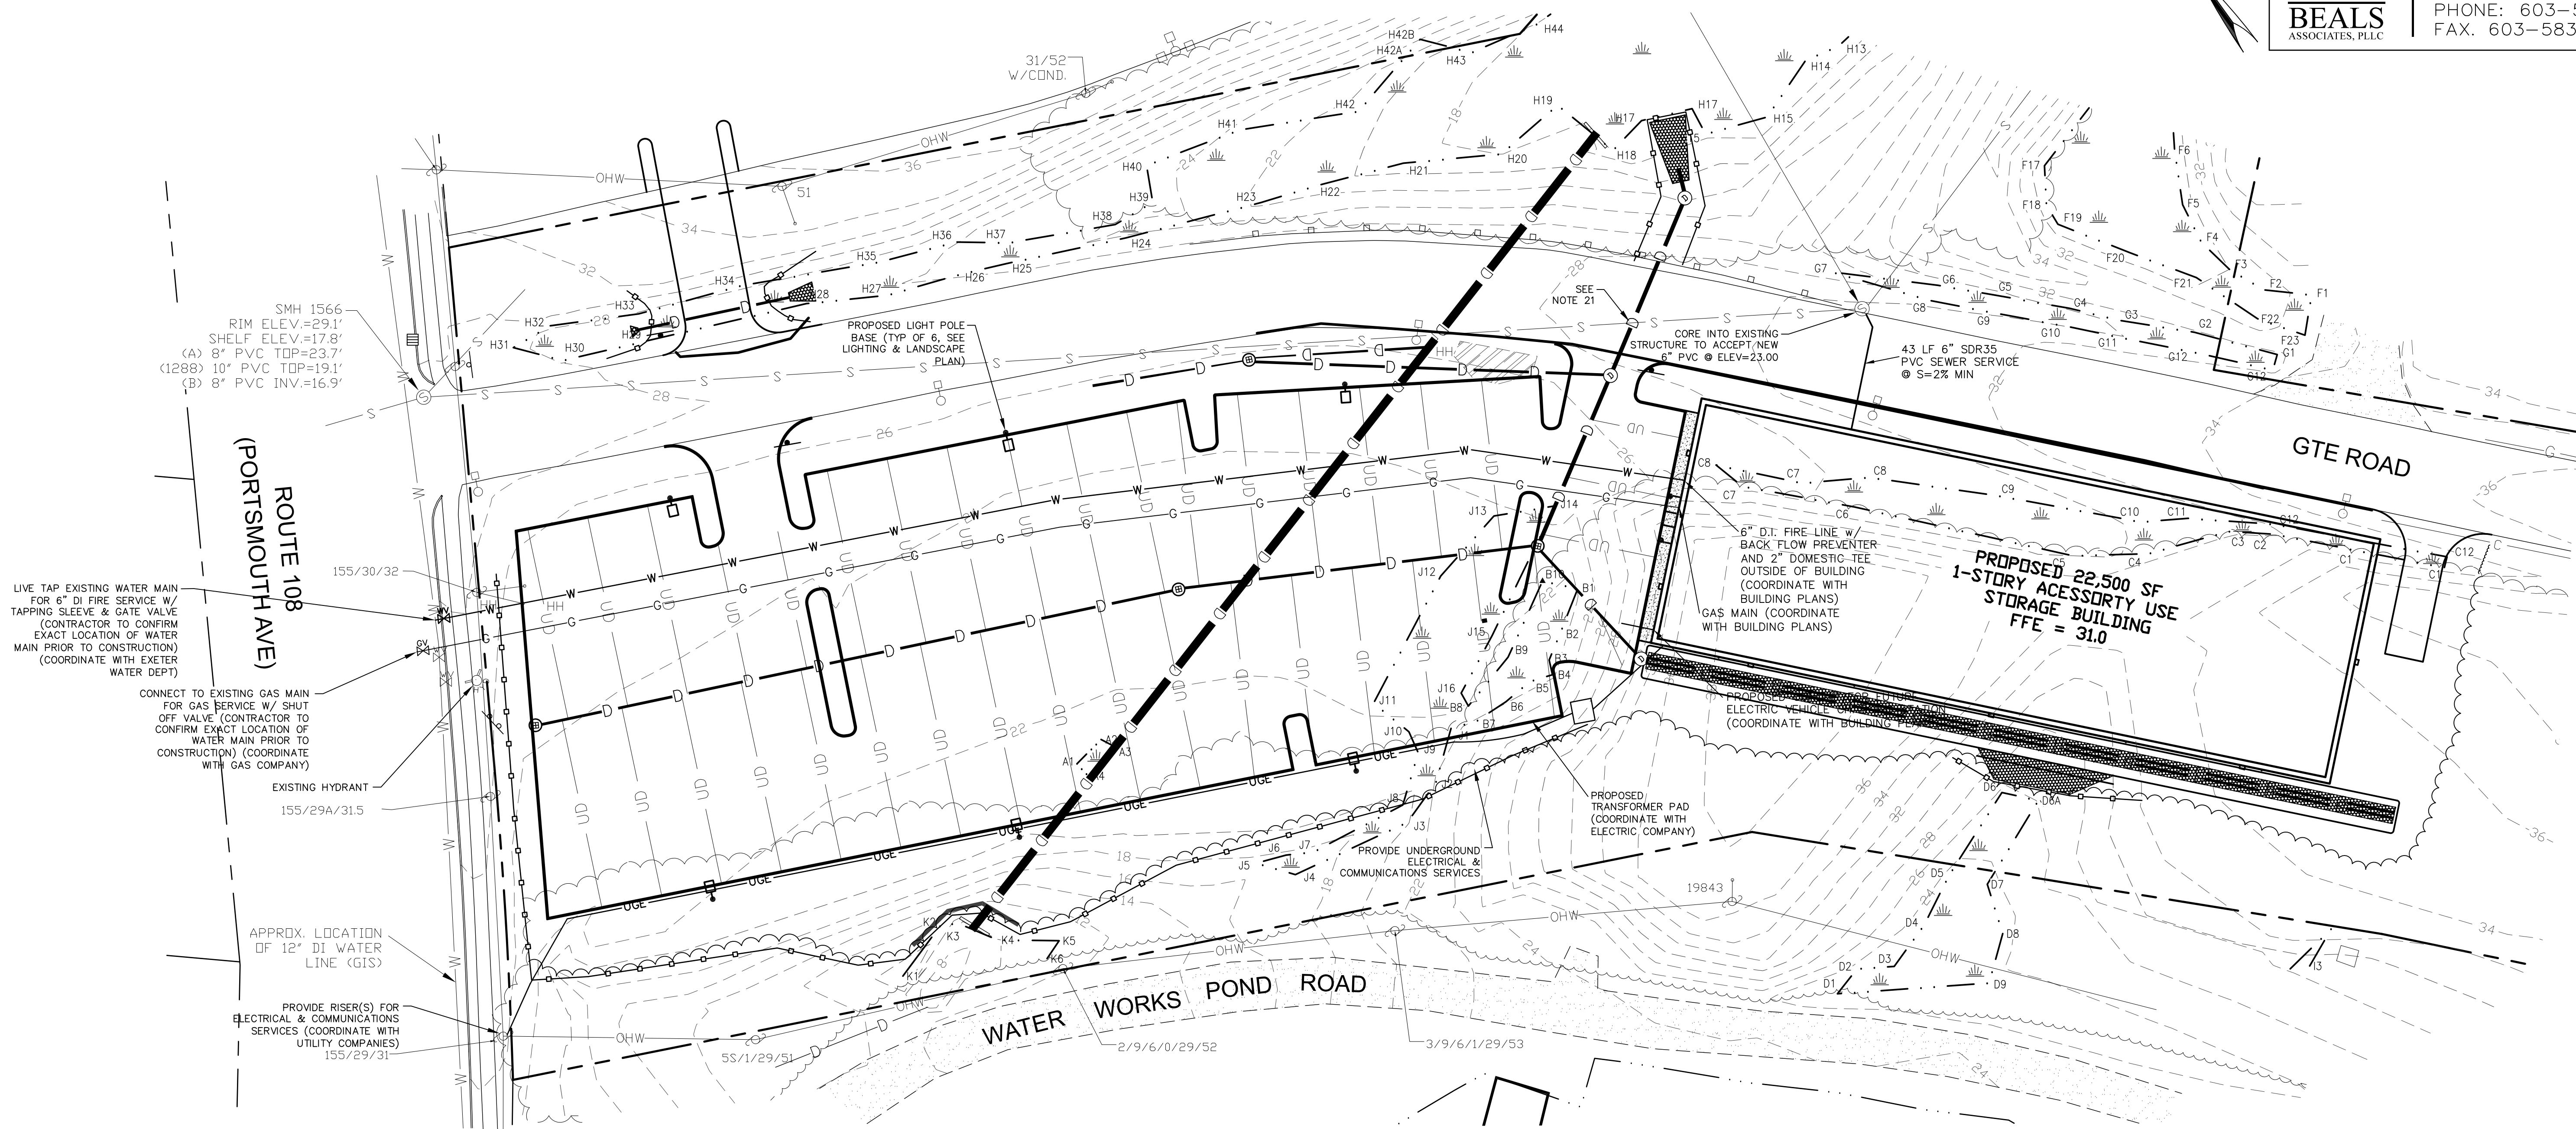 BEALS
ASSOCIATES, PLLC
PHONE: 603-5
FAX. 603-583
31/52
W/COND.
SMH 1566
RIM ELEV.=29.1'
SHELF ELEV.=17.8'
(A) 8" PVC TOP=23.7'
(1288) 10" PVC TOP=19.1'
(B) 8" PVC INV.=16.9'
PROPOSED LIGHT POLE
BASE (TYP OF 6, SEE
LIGHTING & LANDSCAPE
PLAN)
SEE
NOTE 21
CORE INTO EXISTING
STRUCTURE TO ACCEPT NEW
6" PVC @ ELEV=23.00
43 LF 6" SDR35
PVC SEWER SERVICE
@ S=2% MIN
GTE ROAD
ROUTE 108
(PORTSMOUTH AVE)
155/30/32
LIVE TAP EXISTING WATER MAIN
FOR 6" DI FIRE SERVICE W/
TAPPING SLEEVE & GATE VALVE
(CONTRACTOR TO CONFIRM
EXACT LOCATION OF WATER
MAIN PRIOR TO CONSTRUCTION)
(COORDINATE WITH EXETER
WATER DEPT)
CONNECT TO EXISTING GAS MAIN
FOR GAS SERVICE W/ SHUT
OFF VALVE (CONTRACTOR TO
CONFIRM EXACT LOCATION OF
WATER MAIN PRIOR TO
CONSTRUCTION) (COORDINATE
WITH GAS COMPANY)
EXISTING HYDRANT
155/29A/31.5
6" D.I. FIRE LINE W/
BACK FLOW PREVENTER
AND 2" DOMESTIC TEE
OUTSIDE OF BUILDING
(COORDINATE WITH
BUILDING PLANS)
GAS MAIN (COORDINATE
WITH BUILDING PLANS)
PROPOSED 22,500 SF
1-STORY ACESSORTY USE
STORAGE BUILDING
FFE = 31.0
ELECTRIC VEHICLE
(COORDINATE WITH BUILDING
PROPOSED
TRANSFORMER PAD
(COORDINATE WITH
ELECTRIC COMPANY)
PROVIDE UNDERGROUND
ELECTRICAL &
COMMUNICATIONS SERVICES
19843
APPROX. LOCATION
OF 12" DI WATER
LINE (GIS)
PROVIDE RISER(S) FOR
ELECTRICAL & COMMUNICATIONS
SERVICES (COORDINATE WITH
UTILITY COMPANIES)
155/29/31
5S/1/29/51
WATER WORKS POND ROAD
2/9/6/0/29/52
3/9/6/1/29/53